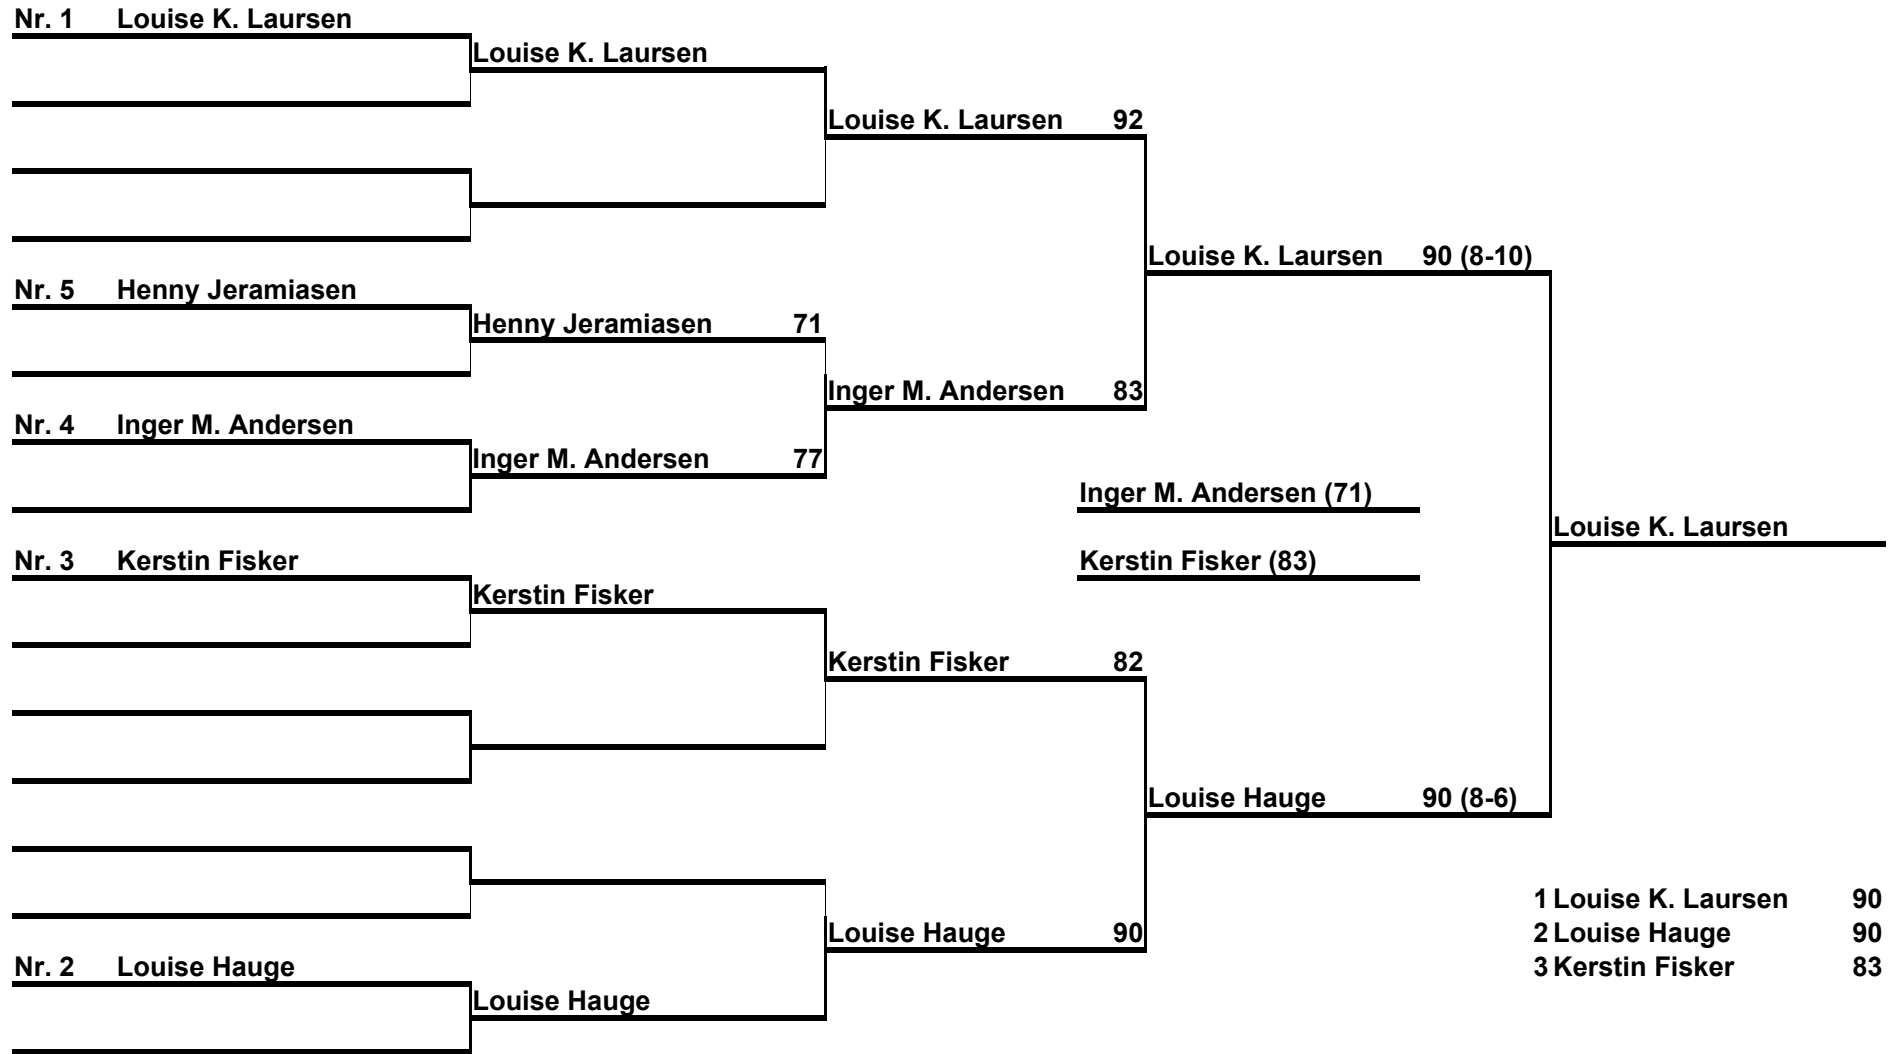 Nr. 1 Louise K. Laursen
Louise K. Laursen
Louise K. Laursen 92
Louise K. Laursen 90 (8-10)
Nr. 5 Henny Jeramiasen
Henny Jeramiasen 71
Inger M. Andersen 83
Nr. 4 Inger M. Andersen
Inger M. Andersen 77
Inger M. Andersen (71)
Louise K. Laursen
Nr. 3 Kerstin Fisker
Kerstin Fisker (83)
Kerstin Fisker
Kerstin Fisker 82
Louise Hauge 90 (8-6)
1 Louise K. Laursen 90
Louise Hauge 90
2 Louise Hauge 90
Nr. 2 Louise Hauge
3 Kerstin Fisker 83
Louise Hauge